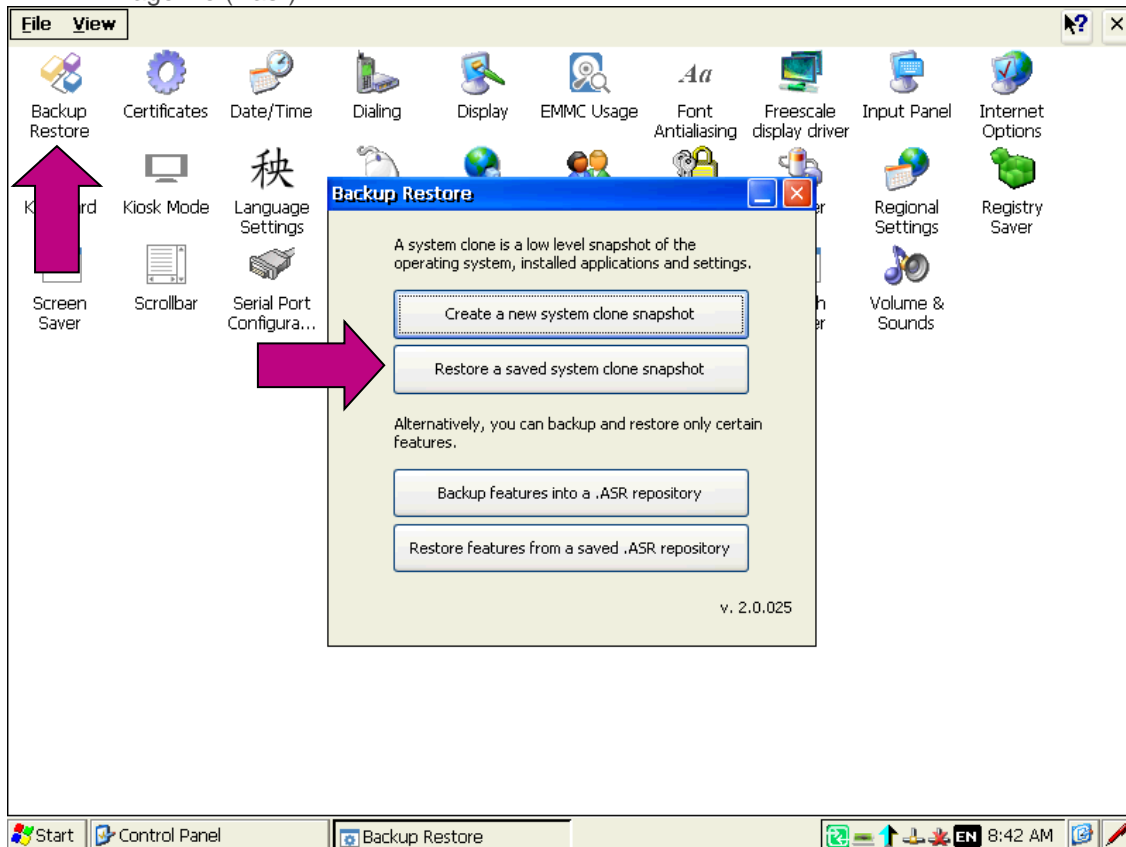 File View
Backup
Restore
Certificates
Date/Time
Dialing
Display
EMMC Usage
Font
Antialiasing
Freescale
display driver
Input Panel
Internet
Options
Kiosk Mode
秧
Language
Settings
Regional
Settings
Registry
Saver
Screen
Saver
Scrollbar
Serial Port
Configura...
Volume &
Sounds
Backup Restore
A system clone is a low level snapshot of the
operating system, installed applications and settings.
Create a new system clone snapshot
Restore a saved system clone snapshot
Alternatively, you can backup and restore only certain
features.
Backup features into a .ASR repository
Restore features from a saved .ASR repository
v. 2.0.025
Start
Control Panel
Backup Restore
EN 8:42 AM